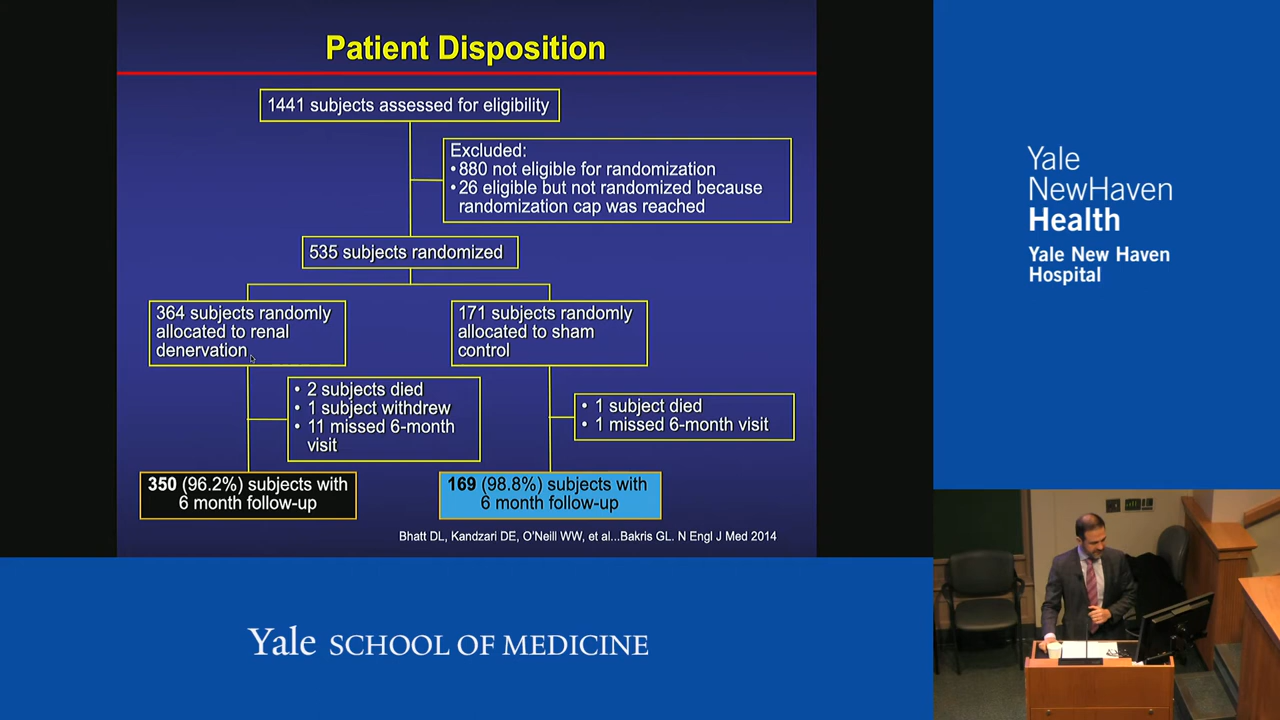 Patient Disposition
1441 subjects assessed for eligibility
Excluded:
•880 not eligible for randomization
•26 eligible but not randomized because
randomization cap was reached
535 subjects randomized
364 subjects randomly
allocated to renal
denervation
171 subjects randomly
allocated to sham
control
• 2 subjects died
• 1 subject withdrew
• 11 missed 6-month
visit
• 1 subject died
• 1 missed 6-month visit
350 (96.2%) subjects with
6 month follow-up
169 (98.8%) subjects with
6 month follow-up
Bhatt DL, Kandzari DE, O'Neill WW, et al...Bakris GL. N Engl J Med 2014
Yale
NewHaven
Health
Yale New Haven
Hospital
Yale SCHOOL OF MEDICINE